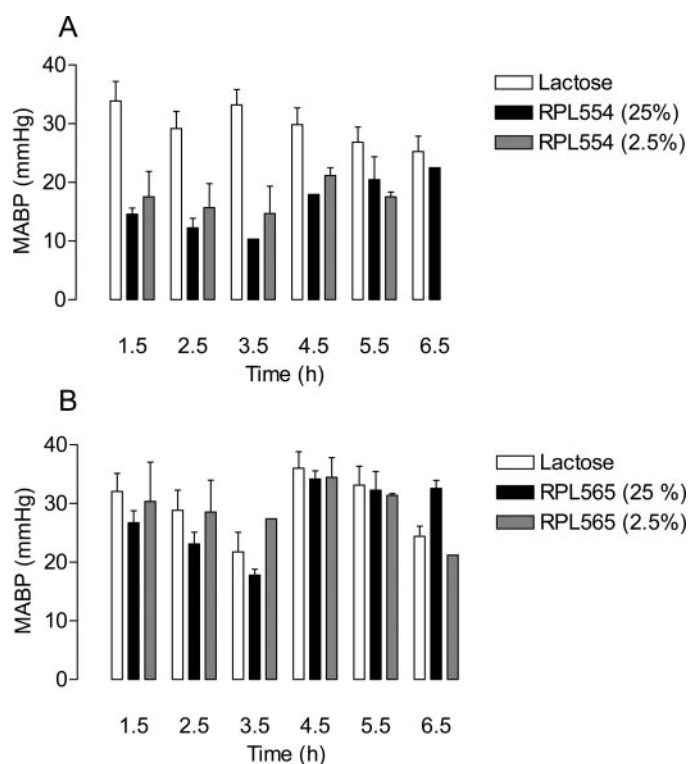 A
MABP (mmHg)
40
30
20
10
0
1.5 2.5 3.5 4.5 5.5 6.5
Time (h)
Lactose
RPL554 (25%)
RPL554 (2.5%)
B
MABP (mmHg)
40
30
20
10
0
1.5 2.5 3.5 4.5 5.5 6.5
Time (h)
Lactose
RPL565 (25 %)
RPL565 (2.5%)